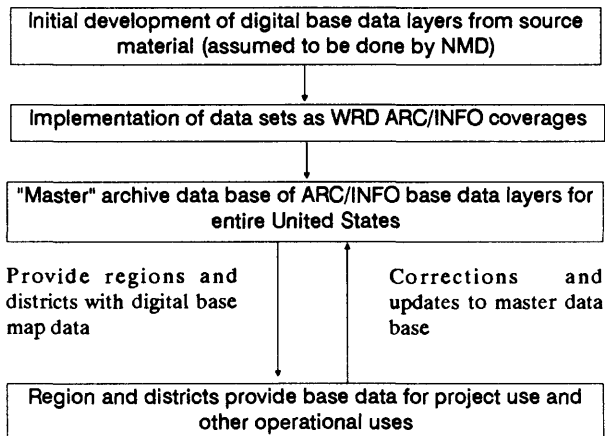 Initial development of digital base data layers from source
material (assumed to be done by NMD)
Implementation of data sets as WRD ARC/INFO coverages
"Master" archive data base of ARC/INFO base data layers for
entire United States
Provide regions and
districts with digital base
map data
Corrections and
updates to master data
base
Region and districts provide base data for project use and
other operational uses